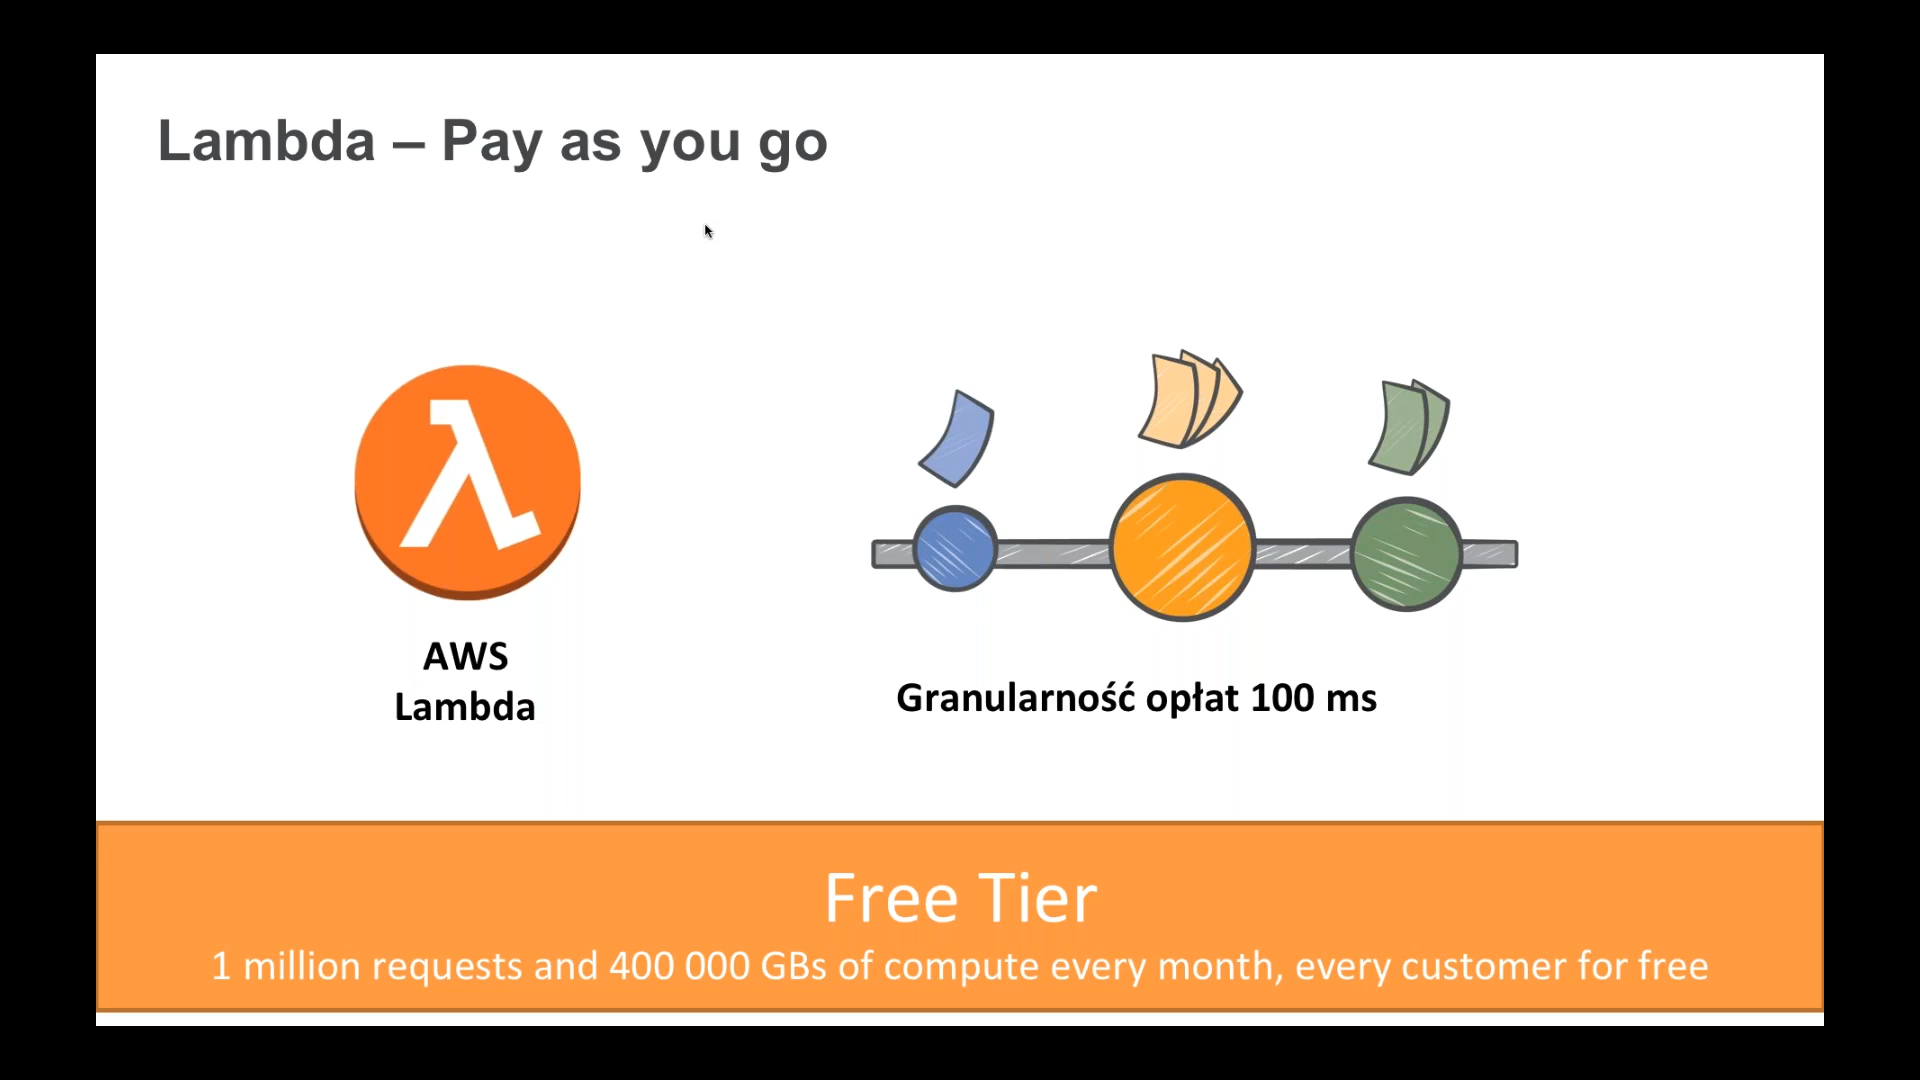 Lambda – Pay as you go
AWS
Lambda
Granularność opłat 100 ms
Free Tier
1 million requests and 400 000 GBs of compute every month, every customer for free